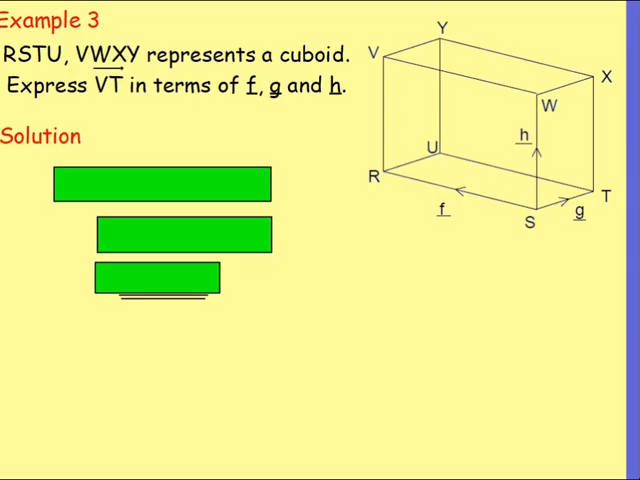 Example 3
RSTU, VWXY represents a cuboid.
Express VT in terms of f, g and h.
Solution
Y
V
X
W
h
U
R
T
f
g
S